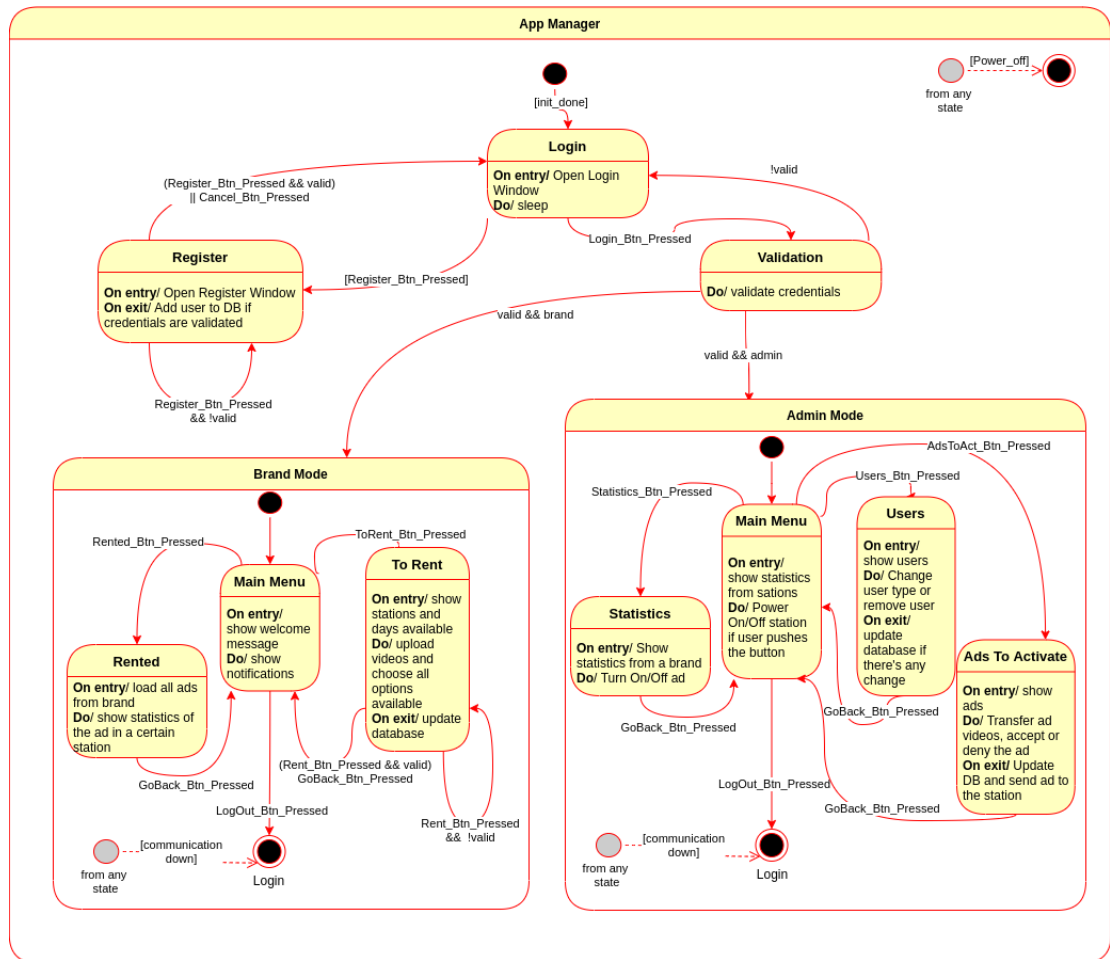 App Manager
[Power_off]
from any
state
[init_done]
Login
On entry/ Open Login
Window
Do/ sleep
!valid
(Register_Btn_Pressed && valid)
|| Cancel_Btn_Pressed
Login_Btn_Pressed
Register
On entry/ Open Register Window
On exit/ Add user to DB if
credentials are validated
[Register_Btn_Pressed]
Validation
Do/ validate credentials
valid && brand
valid && admin
Register_Btn_Pressed
&& !valid
Brand Mode
Rented_Btn_Pressed
ToRent_Btn_Pressed
Main Menu
On entry/
show welcome
message
Do/ show
notifications
To Rent
On entry/ show
stations and
days available
Do/ upload
videos and
choose all
options
available
On exit/ update
database
Rented
On entry/ load all ads
from brand
Do/ show statistics of
the ad in a certain
station
GoBack_Btn_Pressed
(Rent_Btn_Pressed && valid)
GoBack_Btn_Pressed
LogOut_Btn_Pressed
Rent_Btn_Pressed
&& !valid
[communication
down]
from any
state
Login
Admin Mode
AdsToAct_Btn_Pressed
Users_Btn_Pressed
Statistics_Btn_Pressed
Main Menu
On entry/
show statistics
from sations
Do/ Power
On/Off station
if user pushes
the button
Users
On entry/
show users
Do/ Change
user type or
remove user
On exit/
update
database if
there's any
change
Statistics
On entry/ Show
statistics from a brand
Do/ Turn On/Off ad
Ads To Activate
On entry/ show
ads
Do/ Transfer ad
videos, accept or
deny the ad
On exit/ Update
DB and send ad to
the station
GoBack_Btn_Pressed
GoBack_Btn_Pressed
LogOut_Btn_Pressed
GoBack_Btn_Pressed
[communication
down]
from any
state
Login